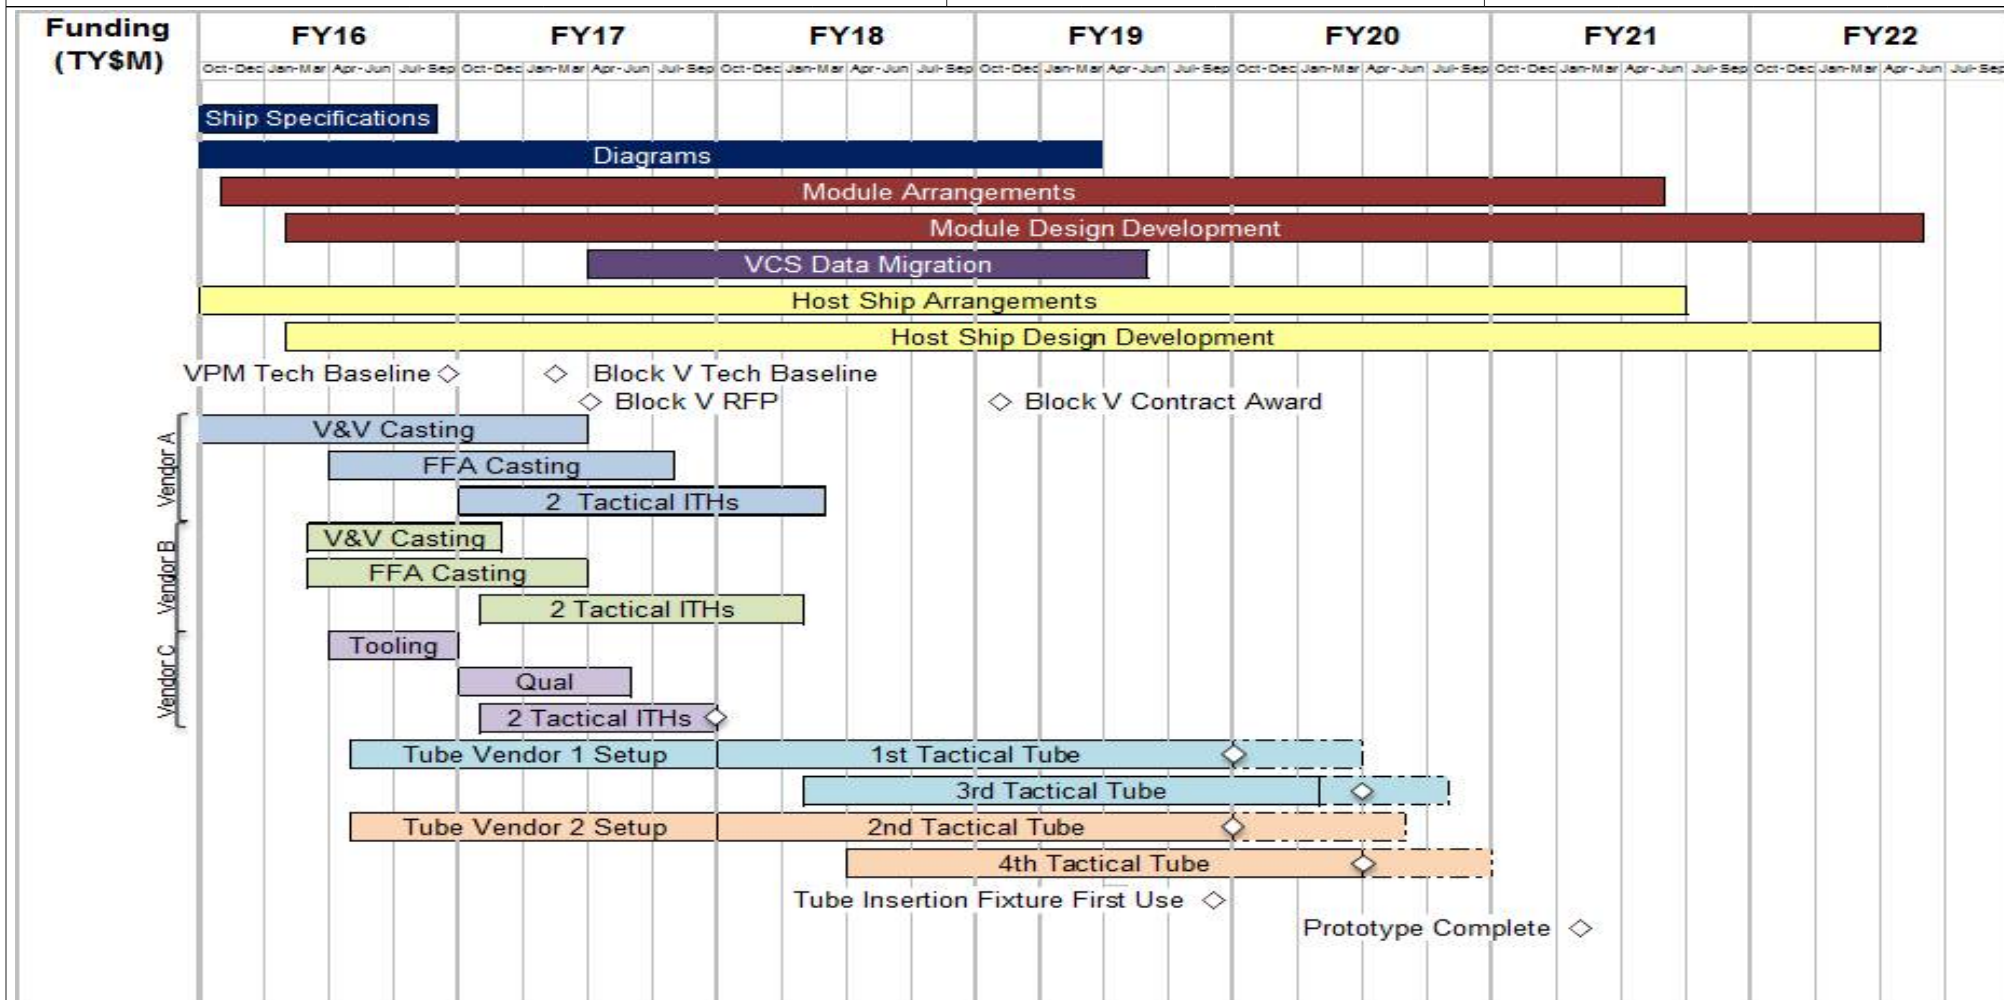 Funding
(TY$M)
FY16 FY17 FY18 FY19 FY20 FY21 FY22
Oct-Dec Jan-Mar Apr-Jun Jul-Sep Oct-Dec Jan-Mar Apr-Jun Jul-Sep Oct-Dec Jan-Mar Apr-Jun Jul-Sep Oct-Dec Jan-Mar Apr-Jun Jul-Sep Oct-Dec Jan-Mar Apr-Jun Jul-Sep Oct-Dec Jan-Mar Apr-Jun Jul-Sep Oct-Dec Jan-Mar Apr-Jun Jul-Sep
Ship Specifications
Diagrams
Module Arrangements
Module Design Development
VCS Data Migration
Host Ship Arrangements
Host Ship Design Development
VPM Tech Baseline Block V Tech Baseline
Block V RFP Block V Contract Award
Vendor A
V&V Casting
FFA Casting
2 Tactical ITHs
Vendor B
V&V Casting
FFA Casting
2 Tactical ITHs
Vendor C
Tooling
Qual
2 Tactical ITHs
Tube Vendor 1 Setup 1st Tactical Tube
3rd Tactical Tube
Tube Vendor 2 Setup 2nd Tactical Tube
4th Tactical Tube
Tube Insertion Fixture First Use
Prototype Complete